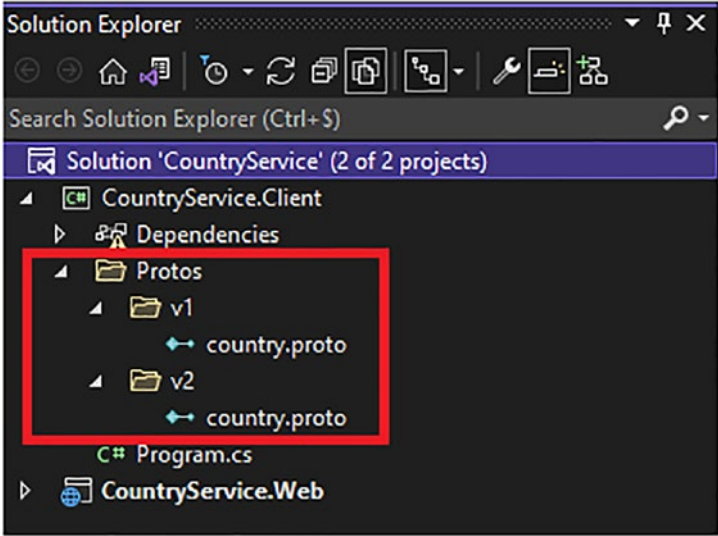 Solution Explorer
Search Solution Explorer (Ctrl+$)
Solution 'CountryService' (2 of 2 projects)
C# CountryService.Client
Dependencies
Protos
v1
country.proto
v2
country.proto
C# Program.cs
CountryService.Web